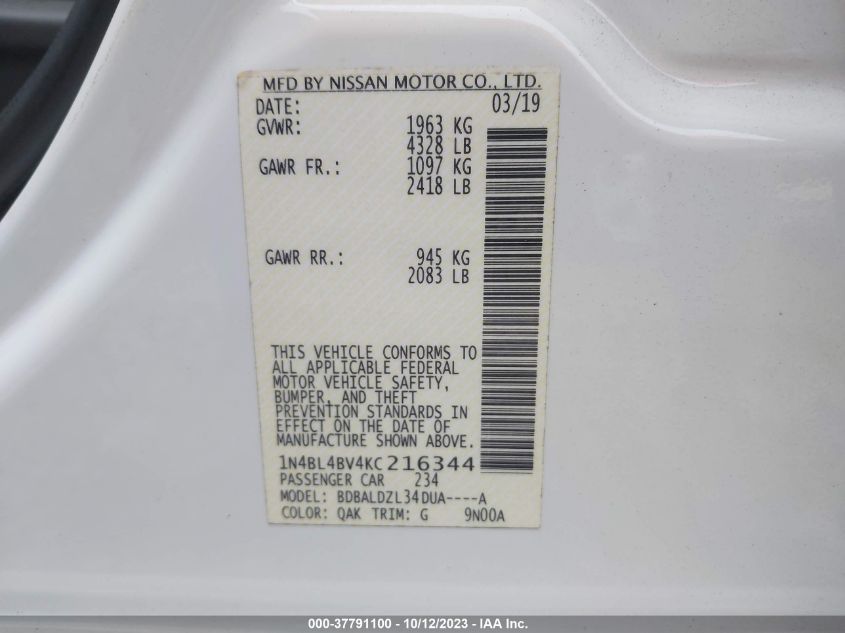 MFD BY NISSAN MOTOR CO., LTD.
DATE: 03/19
GVWR: 1963 KG
4328 LB
GAWR FR.: 1097 KG
2418 LB
GAWR RR.: 945 KG
2083 LB
THIS VEHICLE CONFORMS TO
ALL APPLICABLE FEDERAL
MOTOR VEHICLE SAFETY,
BUMPER, AND THEFT
PREVENTION STANDARDS IN
EFFECT ON THE DATE OF
MANUFACTURE SHOWN ABOVE.
1N4BL4BV4KC216344
PASSENGER CAR 234
MODEL: BDBALDZL34DUA----A
COLOR: QAK TRIM: G 9N00A
000-37791100 - 10/12/2023 - IAA Inc.